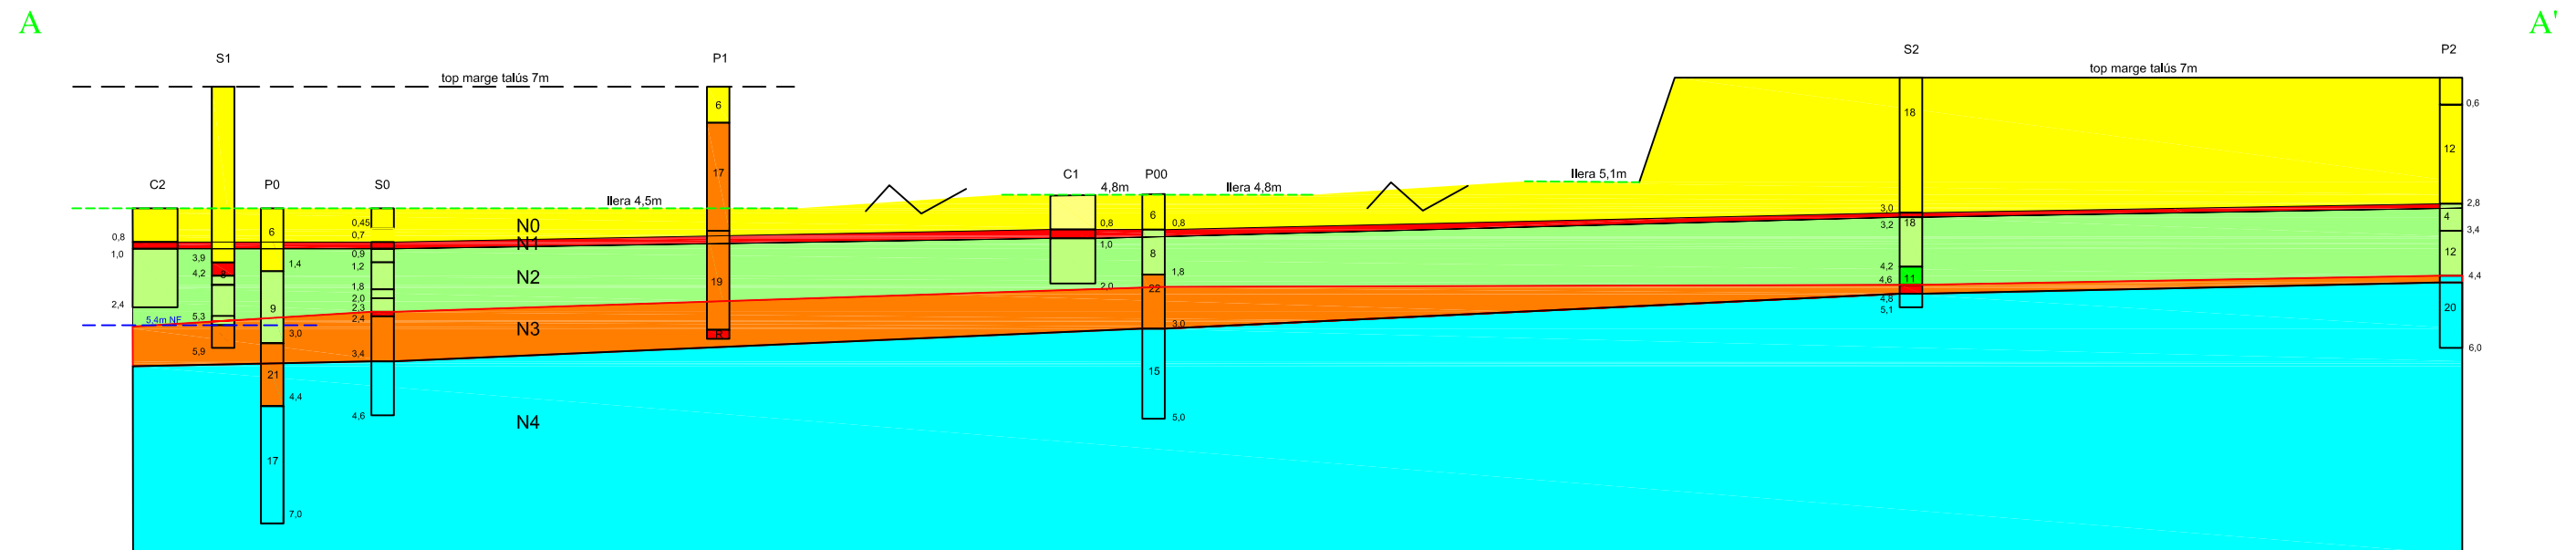 A
A'
S1
P1
S2
P2
top marge talús 7m
top marge talús 7m
C2
P0
S0
C1
P00
llera 4,5m
4,8m
llera 4,8m
llera 5,1m
N0
N1
N2
N3
N4
0,8
1,0
2,4
3,9
4,2
8
5,3
5,9
5,4m NF
6
1,4
9
3,0
21
4,4
17
7,0
0,45
0,7
0,9
1,2
1,8
2,0
2,3
2,4
3,4
4,6
6
17
19
R
0,8
1,0
2,0
6
0,8
8
1,8
22
3,0
15
5,0
18
3,0
3,2
18
4,2
4,6
11
4,8
5,1
0,6
12
2,8
4
3,4
12
4,4
20
6,0